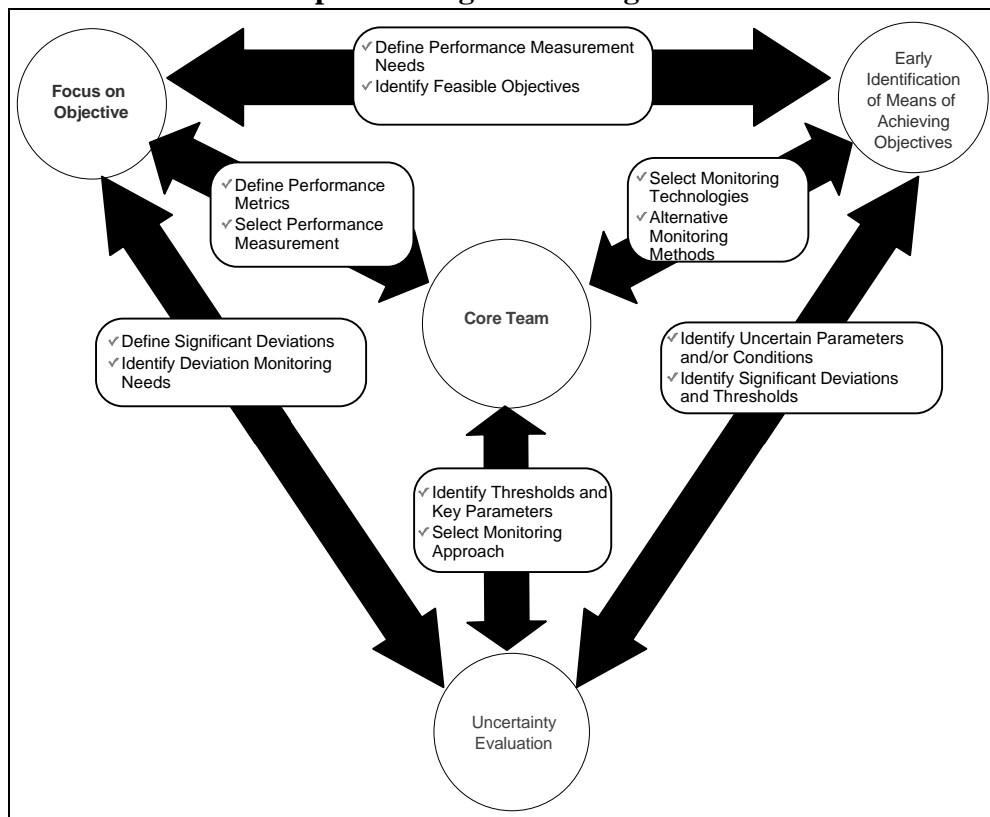 ✓ Define Performance Measurement
Needs
✓ Identify Feasible Objectives
Focus on
Objective
Early
Identification
of Means of
Achieving
Objectives
✓ Define Performance
Metrics
✓ Select Performance
Measurement
✓ Select Monitoring
Technologies
✓ Alternative
Monitoring
Methods
Core Team
✓ Define Significant Deviations
✓ Identify Deviation Monitoring
Needs
✓ Identify Uncertain Parameters
and/or Conditions
✓ Identify Significant Deviations
and Thresholds
✓ Identify Thresholds and
Key Parameters
✓ Select Monitoring
Approach
Uncertainty
Evaluation